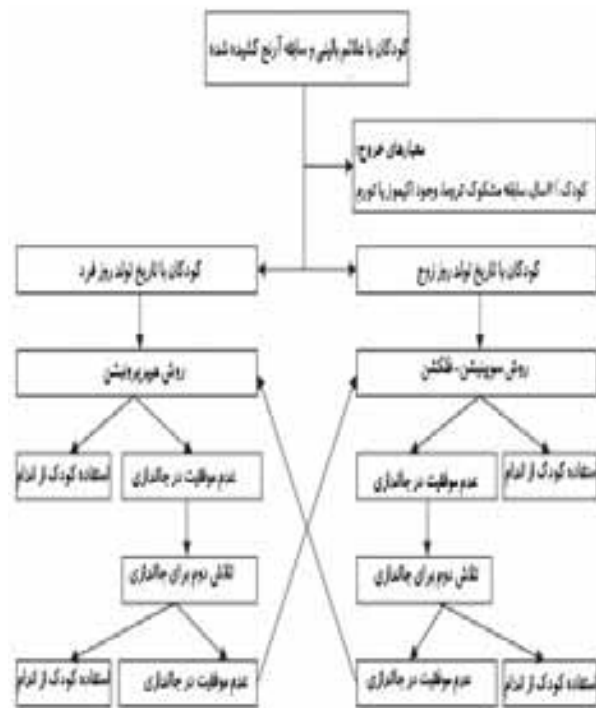 کودکان با علائم بالینی و سابقه آرنج کشیده شده
معیارهای خروج:
کودک سال، سابقه مشکوک تروما، وجود اکیموز یا تورم
کودکان با تاریخ تولد روز زوج
کودکان با تاریخ تولد روز فرد
روش سوپینیشن-فلکشن
روش هیپرپرونیشن
استفاده کودک از اندام
عدم موفقیت در جااندازی
عدم موفقیت در جااندازی
استفاده کودک از اندام
تلاش دوم برای جااندازی
تلاش دوم برای جااندازی
استفاده کودک از اندام
عدم موفقیت در جااندازی
عدم موفقیت در جااندازی
استفاده کودک از اندام